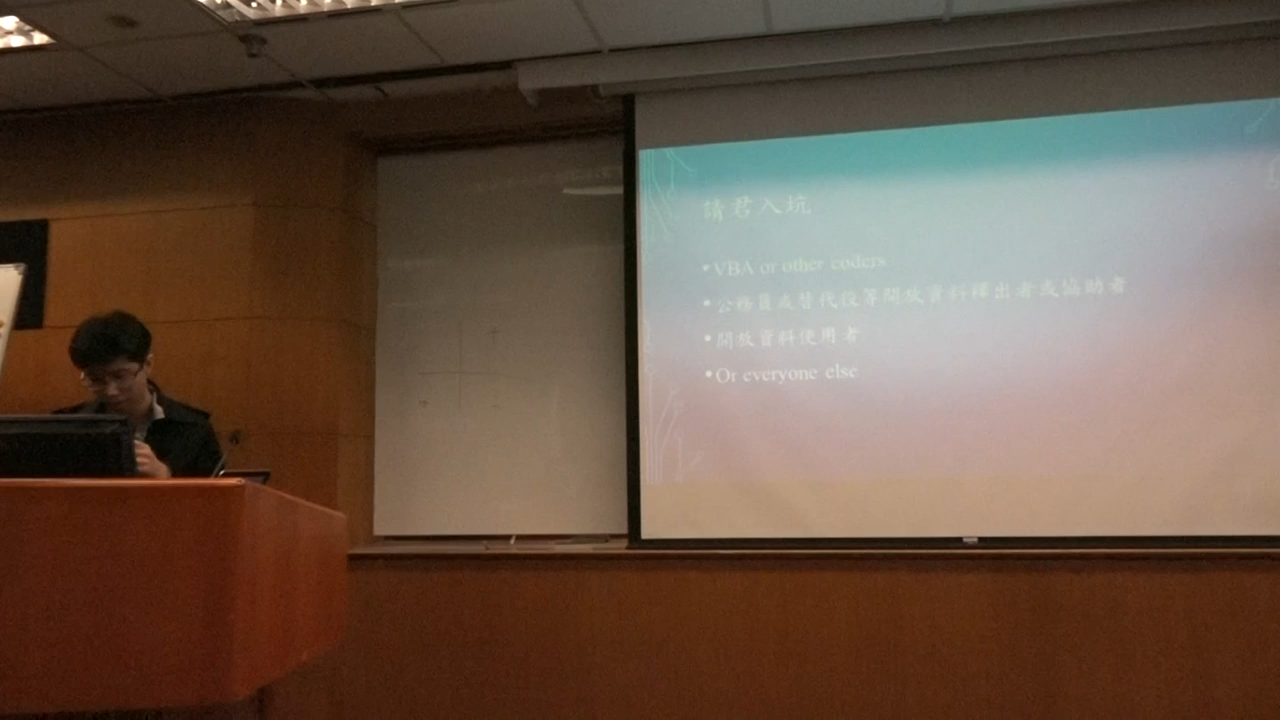 請君入坑
•VBA or other coders
•公務員或替代役等開放資料釋出者或協助者
•開放資料使用者
•Or everyone else